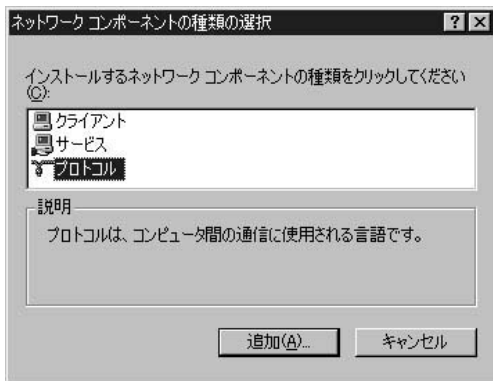 ネットワーク コンポーネントの種類の選択
インストールするネットワーク コンポーネントの種類をクリックしてください
(C):
クライアント
サービス
プロトコル
説明
プロトコルは、コンピュータ間の通信に使用される言語です。
追加(A)...
キャンセル